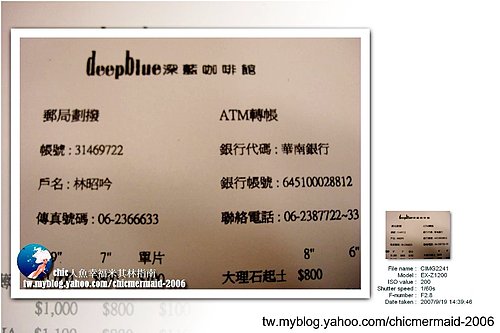 deepblue深藍咖啡館
郵局劃撥 ATM轉帳
帳號：31469722 銀行代碼：華南銀行
戶名：林昭吟 銀行帳號：645100028812
傳真號碼：06-2366633 聯絡電話：06-2387722~33
9" 7" 單片 8" 6"
大理石起士 $800
chic人魚幸福米其林指南
tw.myblog.yahoo.com/chicmermaid-2006
$1,000 $800 $100
File name : CIMG2241
Model : EX-Z1200
ISO value : 200
Shutter speed : 1/60s
F-number : F2.8
Date taken : 2007/9/19 14:39:46
tw.myblog.yahoo.com/chicmermaid-2006